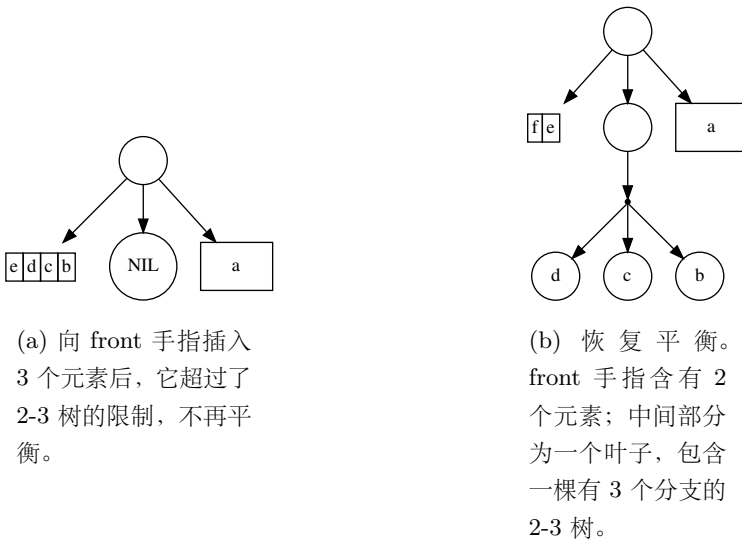 e d c b
NIL
a
(a) 向 front 手指插入
3 个元素后，它超过了
2-3 树的限制，不再平
衡。
f e
a
d
c
b
(b) 恢 复 平 衡。
front 手指含有 2
个元素；中间部分
为一个叶子，包含
一棵有 3 个分支的
2-3 树。